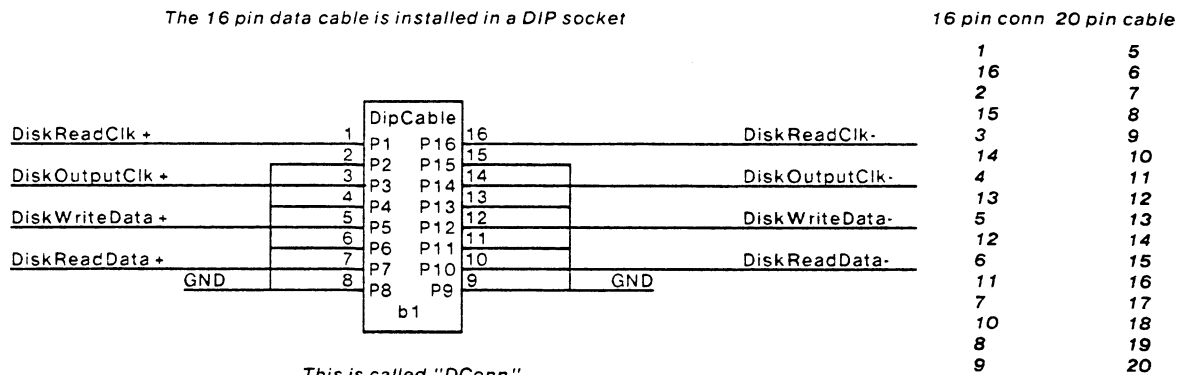 The 16 pin data cable is installed in a DIP socket
16 pin conn 20 pin cable
1 5
16 6
2 7
15 8
3 9
14 10
4 11
13 12
5 13
12 14
6 15
11 16
7 17
10 18
8 19
9 20
DipCable
DiskReadClk + 1 P1 P16 16 DiskReadClk-
2 P2 P15 15
DiskOutputClk + 3 P3 P14 14 DiskOutputClk-
4 P4 P13 13
DiskWriteData + 5 P5 P12 12 DiskWriteData-
6 P6 P11 11
DiskReadData + 7 P7 P10 10 DiskReadData-
GND 8 P8 P9 9 GND
b1
This is called "DConn"